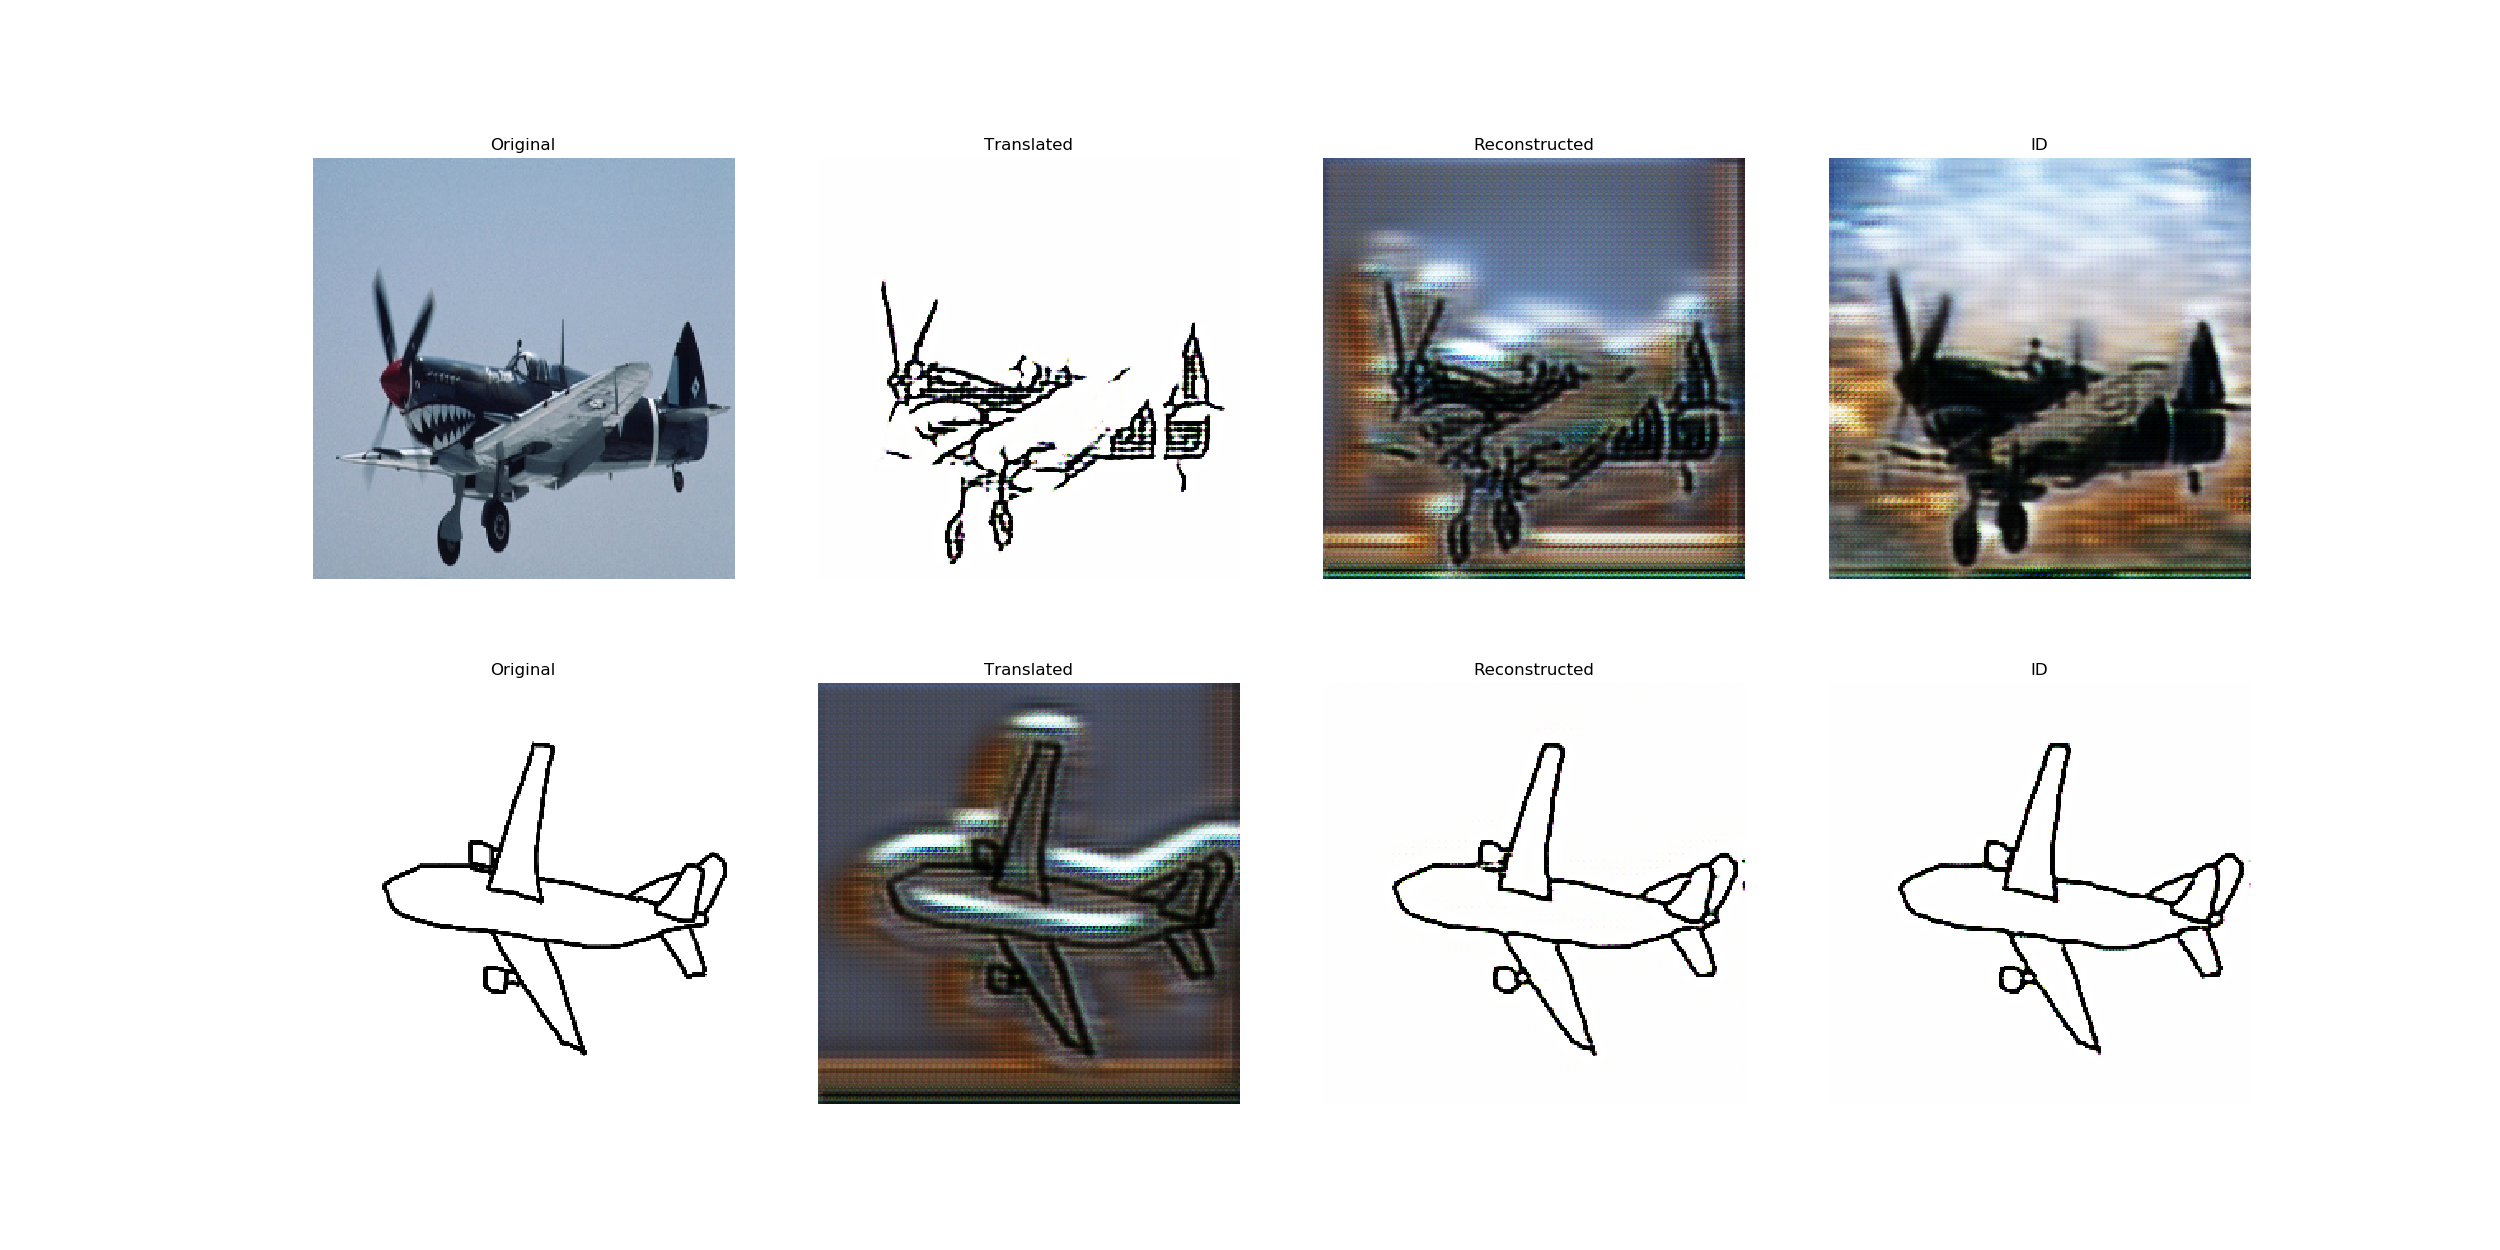 Original
Translated
Reconstructed
ID
Original
Translated
Reconstructed
ID